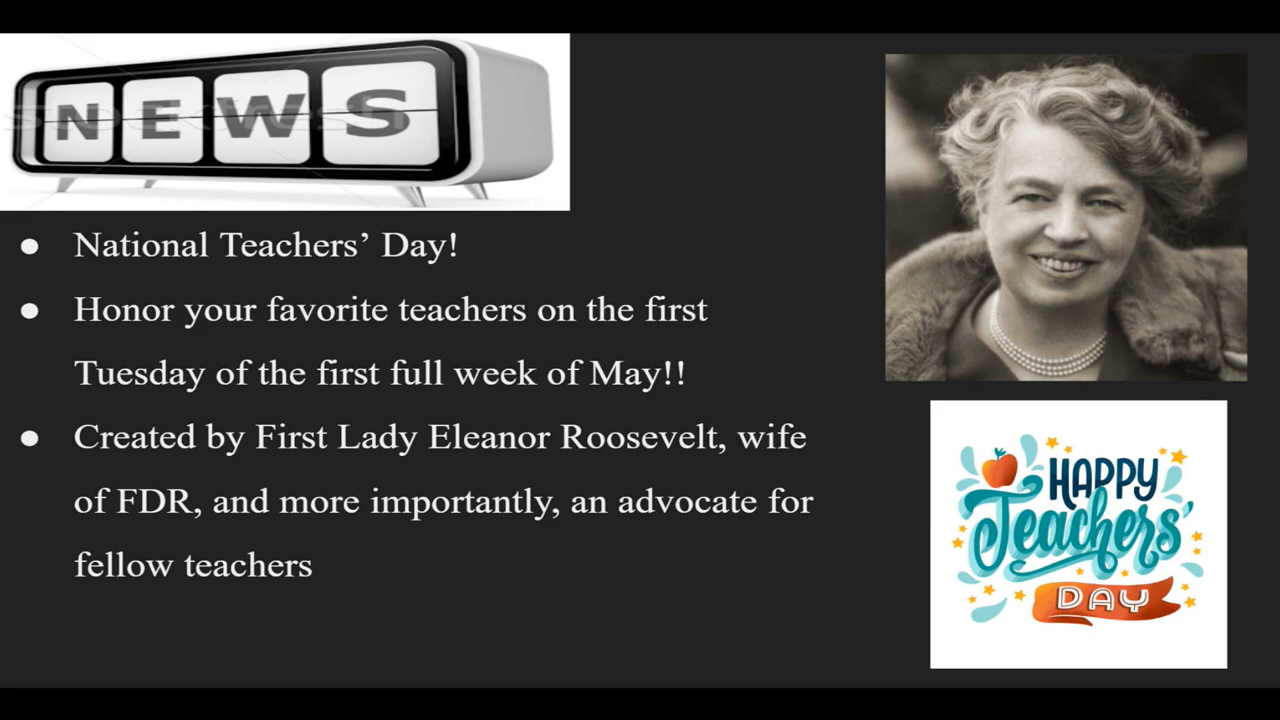 NEWS
● National Teachers’ Day!
● Honor your favorite teachers on the first
Tuesday of the first full week of May!!
● Created by First Lady Eleanor Roosevelt, wife
of FDR, and more importantly, an advocate for
fellow teachers
HAPPY
Teachers’
DAY